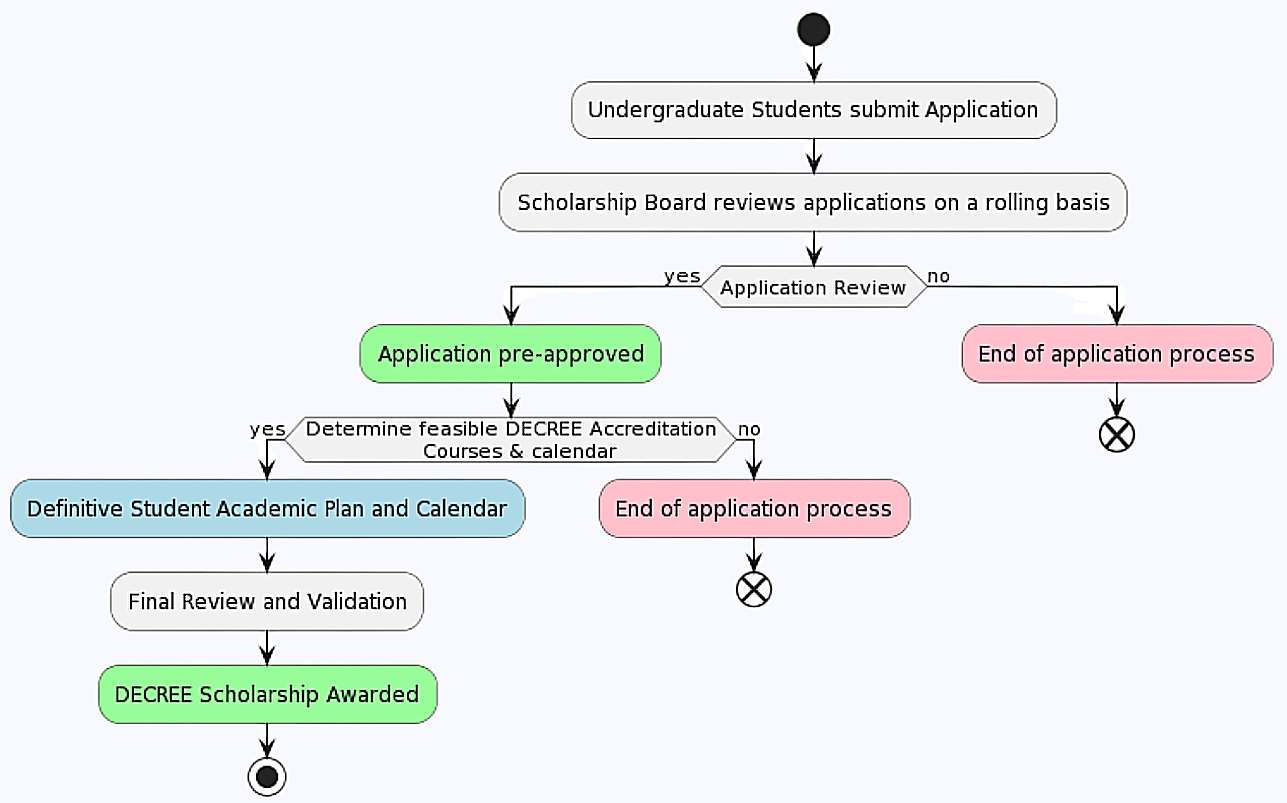 Undergraduate Students submit Application
Scholarship Board reviews applications on a rolling basis
yes
Application Review
no
Application pre-approved
End of application process
yes
Determine feasible DECREE Accreditation
Courses & calendar
no
Definitive Student Academic Plan and Calendar
End of application process
Final Review and Validation
DECREE Scholarship Awarded